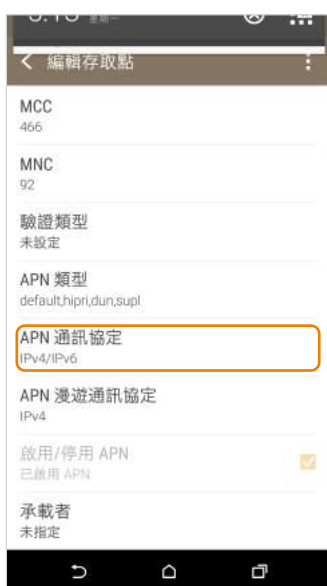 編輯存取點
MCC
466
MNC
92
驗證類型
未設定
APN 類型
default,hipri,dun,supl
APN 通訊協定
IPv4/IPv6
APN 漫遊通訊協定
IPv4
啟用/停用 APN
已啟用 APN
承載者
未指定